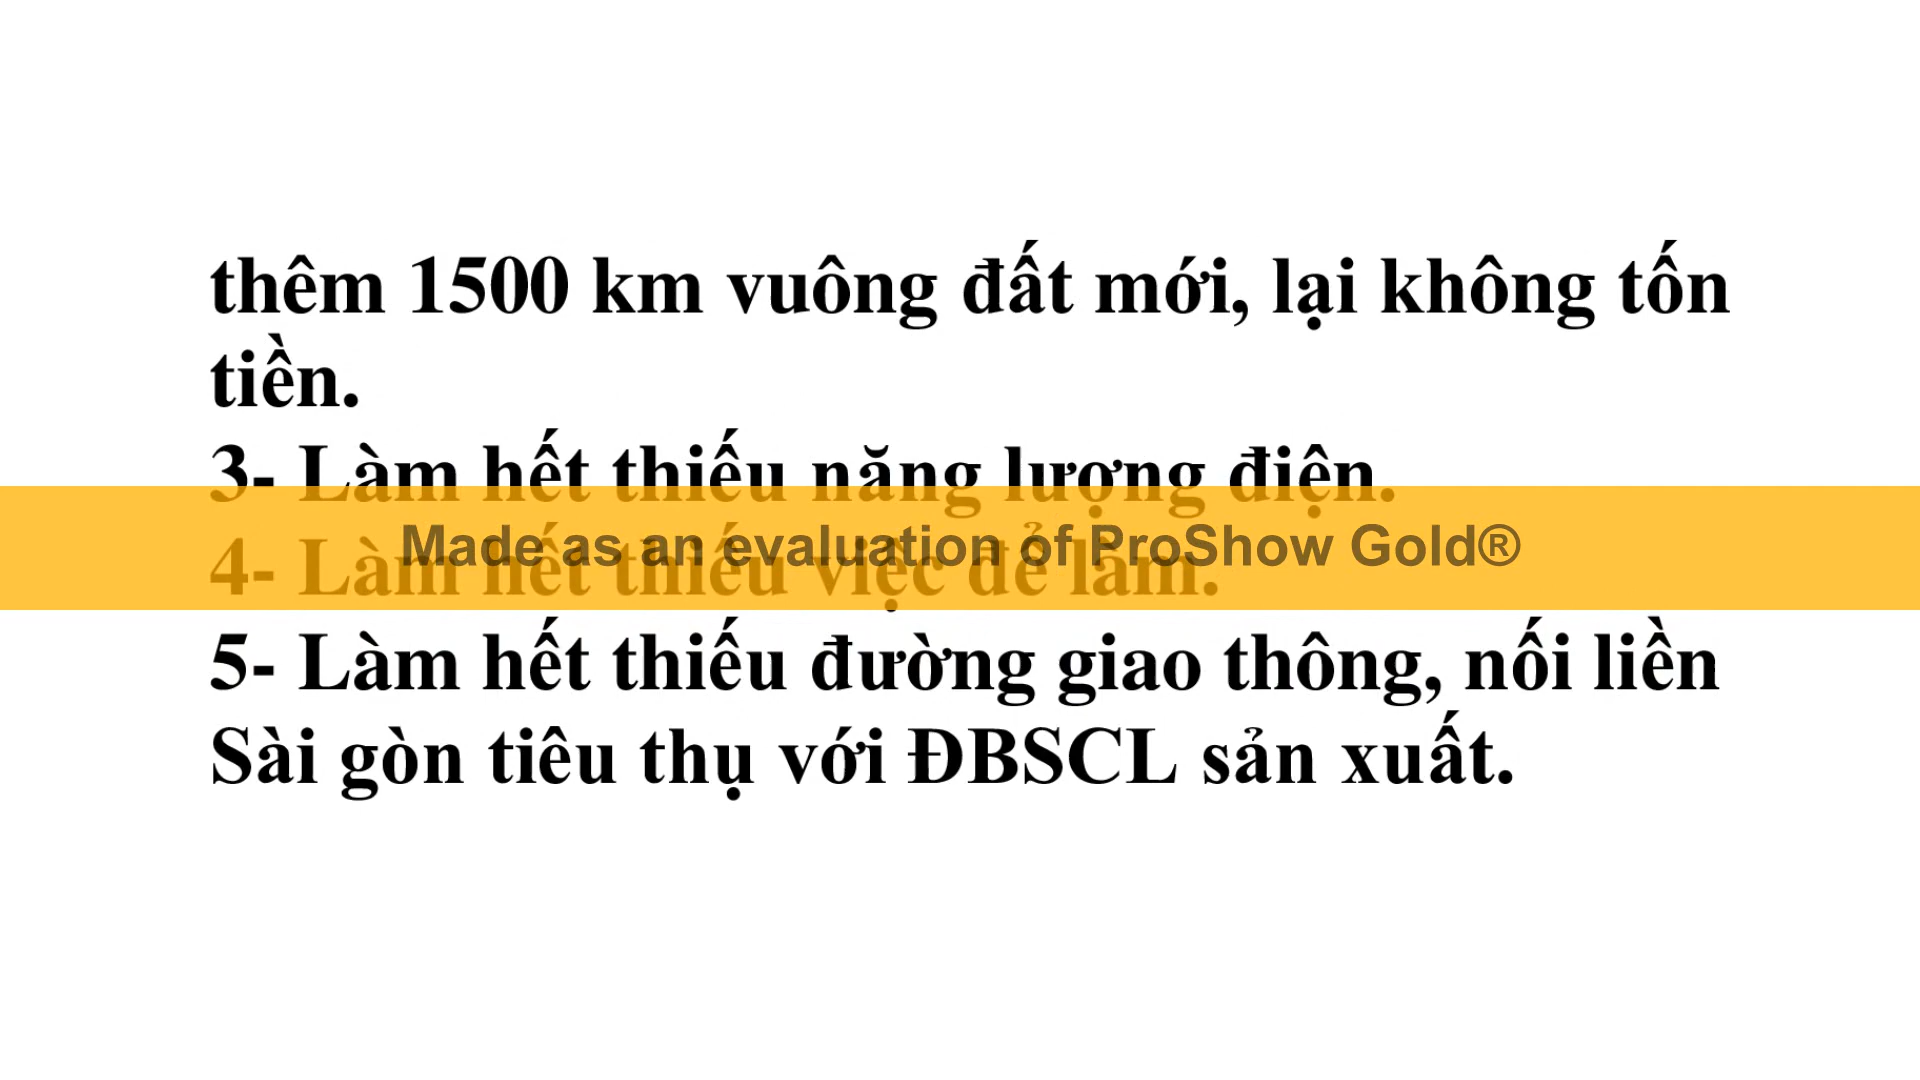 thêm 1500 km vuông đất mới, lại không tốn
tiền.
3- Làm hết thiếu năng lượng điện.
Made as an evaluation of ProShow Gold®
4- Làm hết thiếu việc để làm.
5- Làm hết thiếu đường giao thông, nối liền
Sài gòn tiêu thụ với ĐBSCL sản xuất.